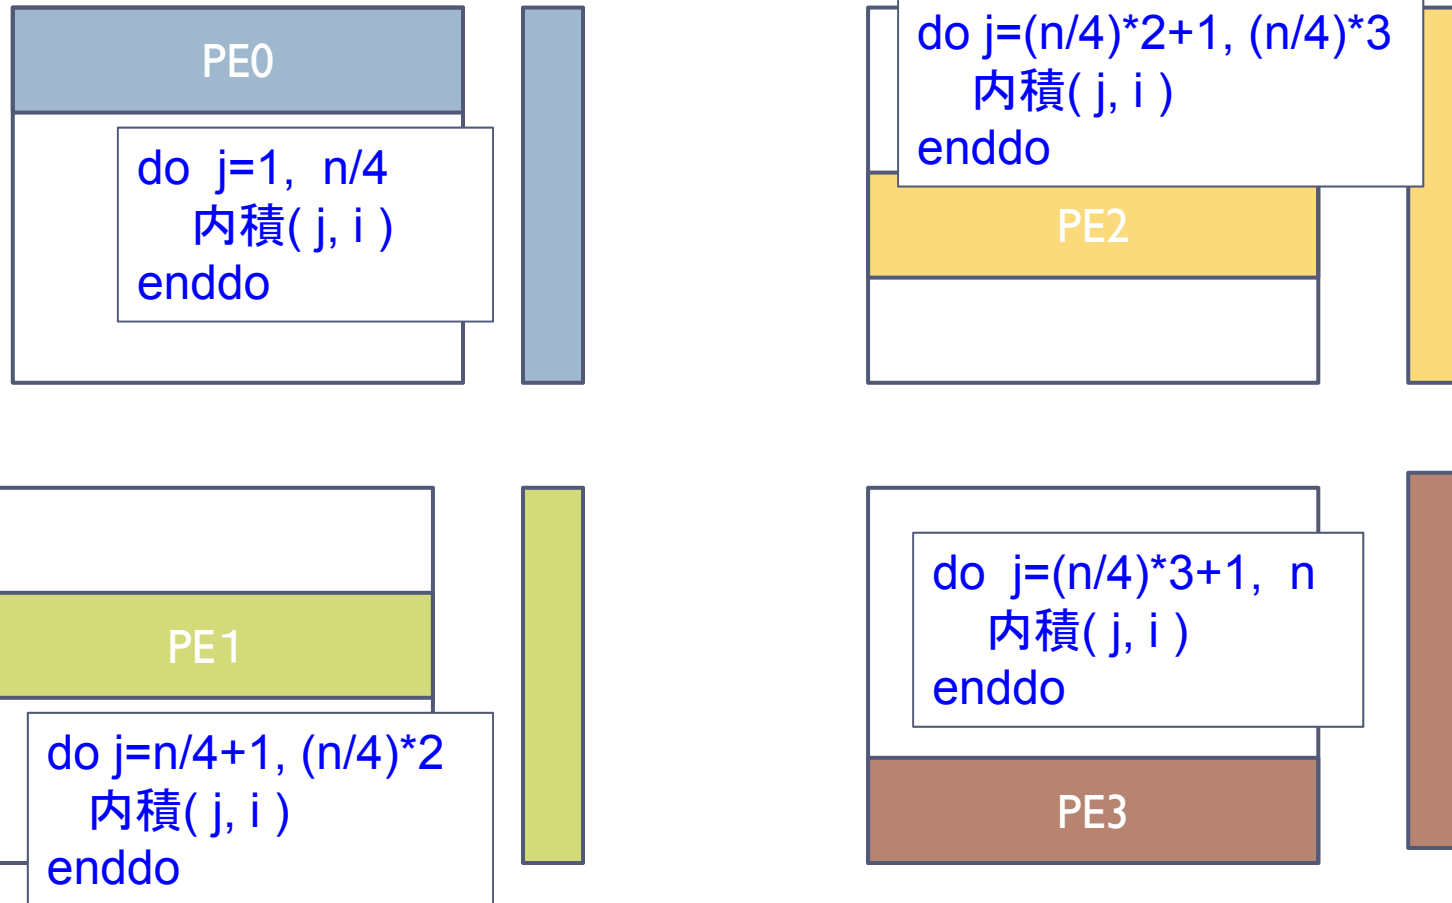 PE0
do j=1, n/4
内積( j, i )
enddo
do j=(n/4)*2+1, (n/4)*3
内積( j, i )
enddo
PE2
PE1
do j=n/4+1, (n/4)*2
内積( j, i )
enddo
do j=(n/4)*3+1, n
内積( j, i )
enddo
PE3